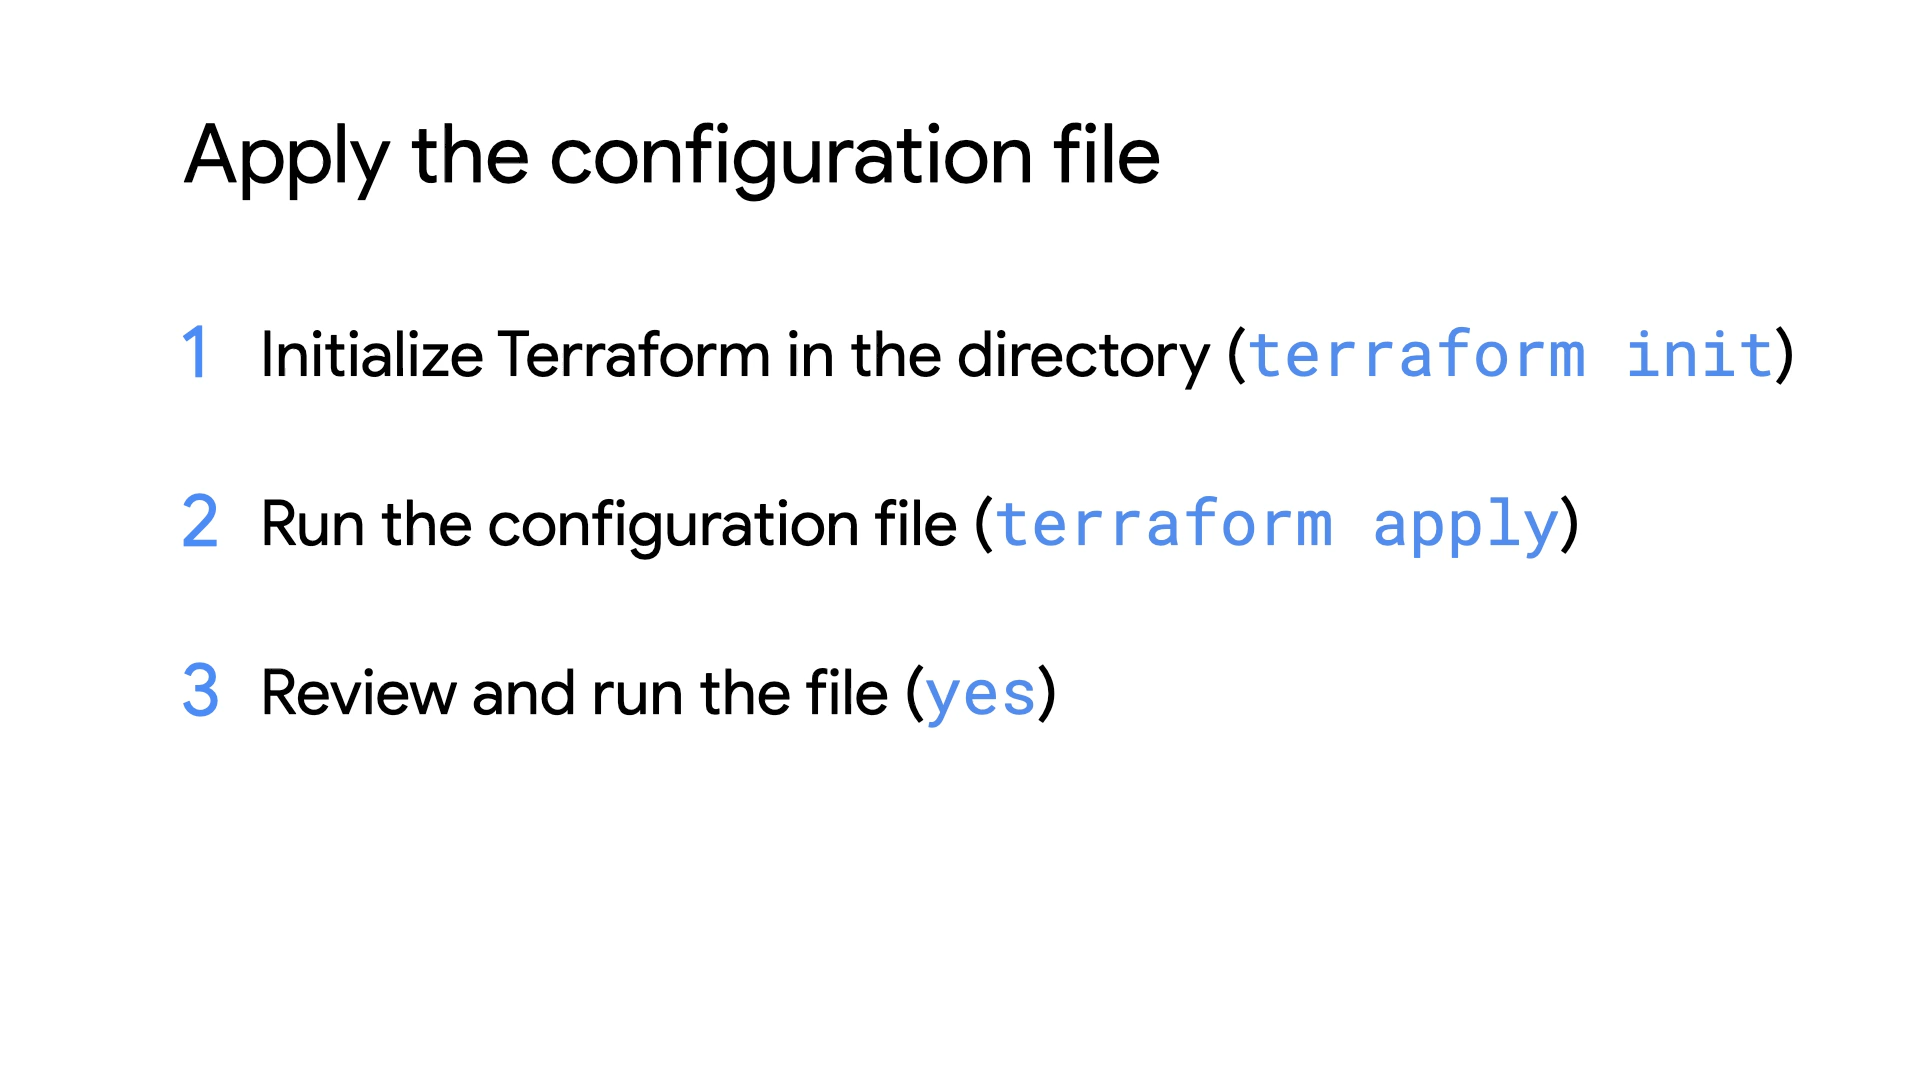 Apply the configuration file
1 Initialize Terraform in the directory (terraform init)
2 Run the configuration file (terraform apply)
3 Review and run the file (yes)